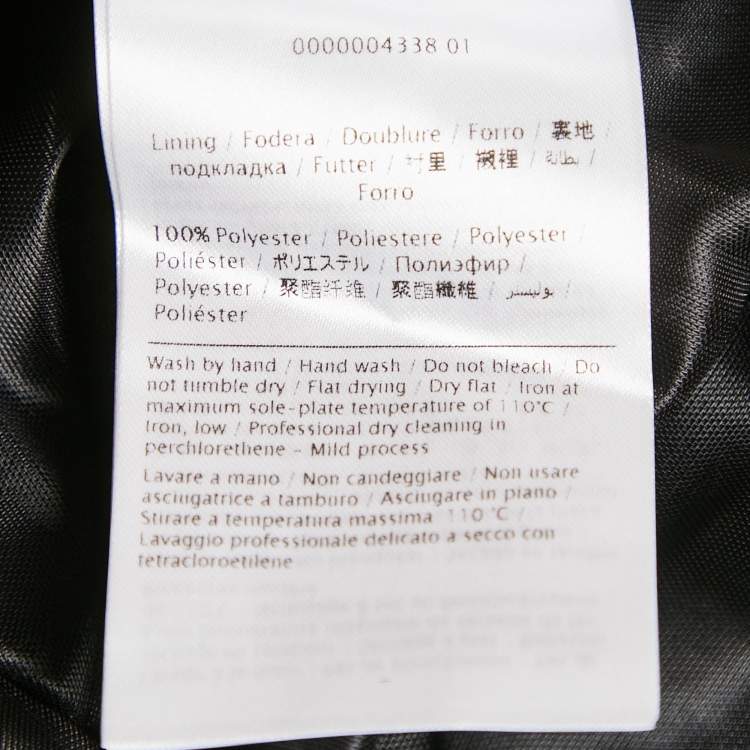 0000004338 01
Lining / Fodera / Doublure / Forro / 裏地 /
подкладка / Futter / 衬里 / 襯裡 / بطانة /
Forro
100% Polyester / Poliestere / Polyester /
Poliéster / ポリエステル / Полиэфир /
Polyester / 聚酯纤维 / 聚酯纖維 / بوليستر /
Poliéster
Wash by hand / Hand wash / Do not bleach / Do
not tumble dry / Flat drying / Dry flat / Iron at
maximum sole-plate temperature of 110°C /
Iron, low / Professional dry cleaning in
perchlorethene - Mild process
Lavare a mano / Non candeggiare / Non usare
asciugatrice a tamburo / Asciugare in piano /
Stirare a temperatura massima 110 °C /
Lavaggio professionale delicato a secco con
tetracloroetilene